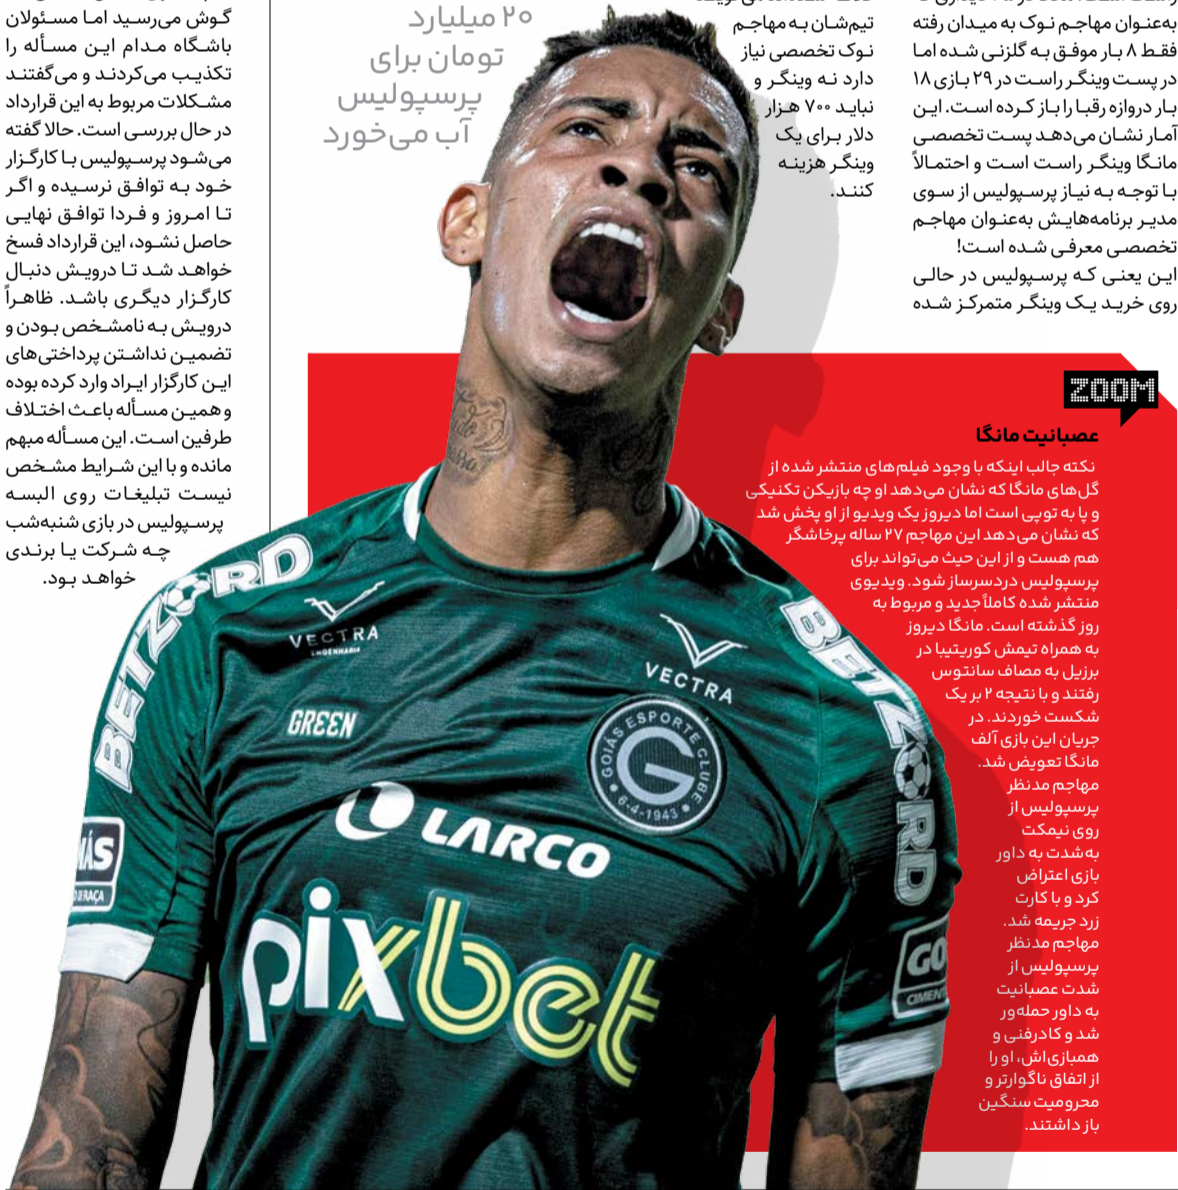 به‌عنوان مهاجم نوک به میدان رفته
فقط ۸ بار موفق به گلزنی شده اما
در پست وینگر راست در ۲۹ بازی ۱۸
بار دروازه رقبا را باز کرده است. این
آمار نشان می‌دهد پست تخصصی
مانگا وینگر راست است و احتمالاً
با توجه به نیاز پرسپولیس از سوی
مدیر برنامه‌هایش به‌عنوان مهاجم
تخصصی معرفی شده است!
این یعنی که پرسپولیس در حالی
روی خرید یک وینگر متمرکز شده
تیم‌شان به مهاجم
نوک تخصصی نیاز
دارد نه وینگر و
نباید ۷۰۰ هزار
دلار برای یک
وینگر هزینه
کنند.
۲۰ میلیارد
تومان برای
پرسپولیس
آب می‌خورد
گوش می‌رسید اما مسئولان
باشگاه مدام این مسأله را
تکذیب می‌کردند و می‌گفتند
مشکلات مربوط به این قرارداد
در حال بررسی است. حالا گفته
می‌شود پرسپولیس با کارگزار
خود به توافق نرسیده و اگر
تا امروز و فردا توافق نهایی
حاصل نشود، این قرارداد فسخ
خواهد شد تا درویش دنبال
کارگزار دیگری باشد. ظاهراً
درویش به نامشخص بودن و
تضمین نداشتن پرداختی‌های
این کارگزار ایراد وارد کرده بوده
و همین مسأله باعث اختلاف
طرفین است. این مسأله مبهم
مانده و با این شرایط مشخص
نیست تبلیغات روی البسه
پرسپولیس در بازی شنبه‌شب
چه شرکت یا برندی
خواهد بود.
ZOOM
عصبانیت مانگا
نکته جالب اینکه با وجود فیلم‌های منتشر شده از
گل‌های مانگا که نشان می‌دهد او چه بازیکن تکنیکی
و پا به توپی است اما دیروز یک ویدیو از او پخش شد
که نشان می‌دهد این مهاجم ۲۷ ساله پرخاشگر
هم هست و از این حیث می‌تواند برای
پرسپولیس دردسرساز شود. ویدیوی
منتشر شده کاملاً جدید و مربوط به
روز گذشته است. مانگا دیروز
به همراه تیمش کوریتیبا در
برزیل به مصاف سانتوس
رفتند و با نتیجه ۲ بر یک
شکست خوردند. در
جریان این بازی آلف
مانگا تعویض شد.
مهاجم مدنظر
پرسپولیس از
روی نیمکت
به‌شدت به داور
بازی اعتراض
کرد و با کارت
زرد جریمه شد.
مهاجم مدنظر
پرسپولیس از
شدت عصبانیت
به داور حمله‌ور
شد و کادرفنی و
همبازی‌اش، او را
از اتفاق ناگوارتر و
محرومیت سنگین
باز داشتند.
BETZORD
VECTRA
ENGENHARIA
VECTRA
BETZORD
GREEN
GOIÁS ESPORTE CLUBE
6-4-1943
LARCO
pixbet